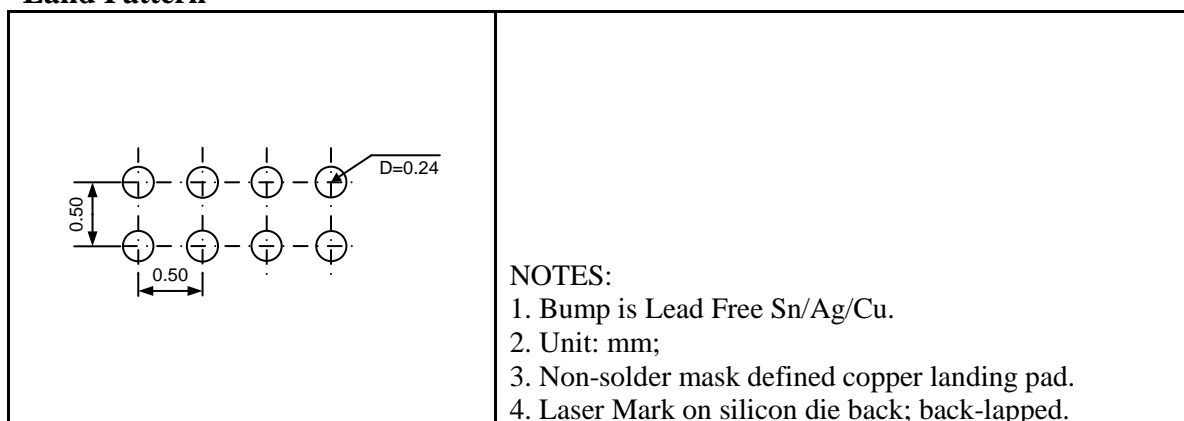 Land Pattern
D=0.24
0.50
0.50
NOTES:
1. Bump is Lead Free Sn/Ag/Cu.
2. Unit: mm;
3. Non-solder mask defined copper landing pad.
4. Laser Mark on silicon die back; back-lapped.